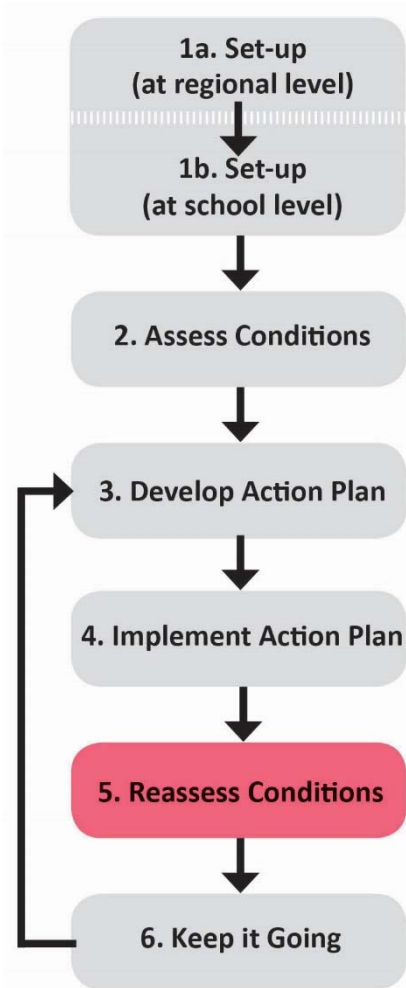 1a. Set-up
(at regional level)
1b. Set-up
(at school level)
2. Assess Conditions
3. Develop Action Plan
4. Implement Action Plan
5. Reassess Conditions
6. Keep it Going